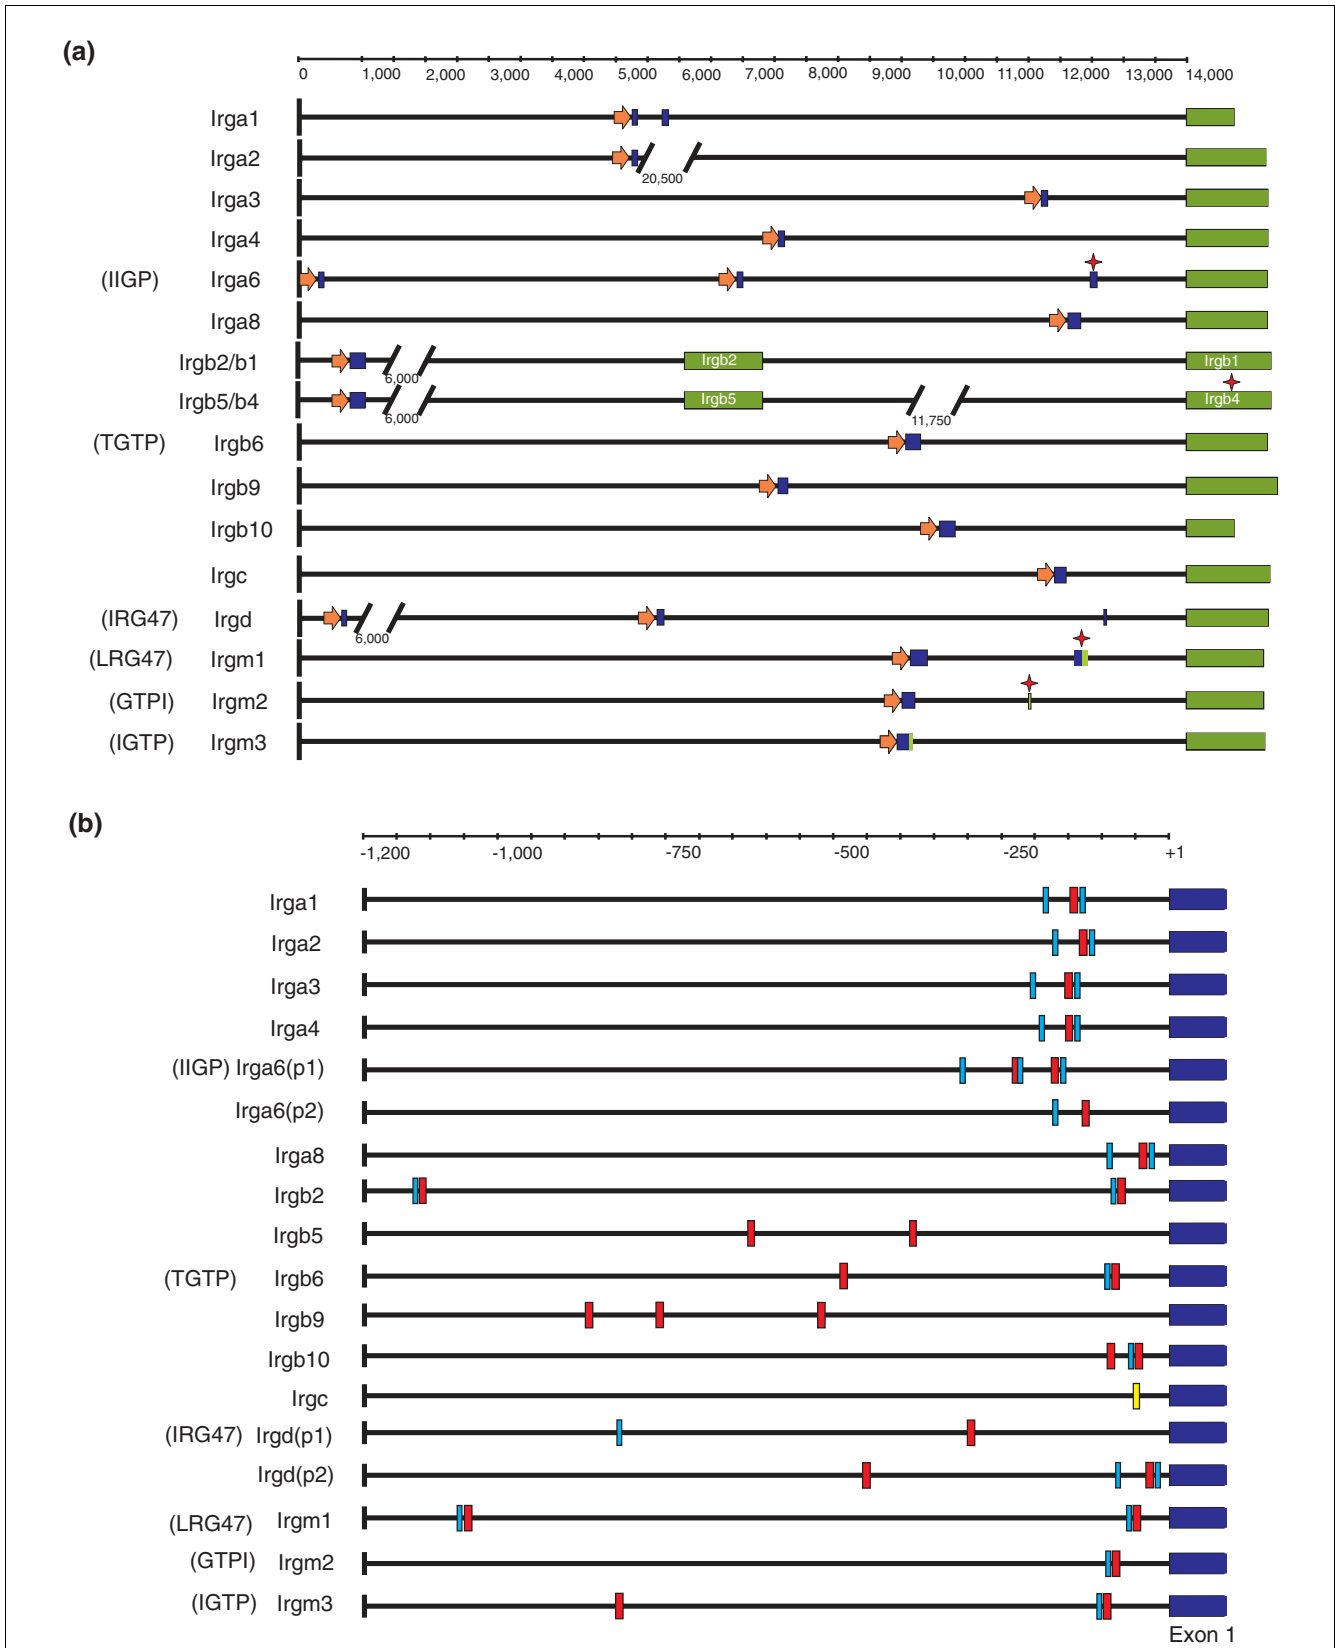 (a)
0 1,000 2,000 3,000 4,000 5,000 6,000 7,000 8,000 9,000 10,000 11,000 12,000 13,000 14,000
Irga1
Irga2
20,500
Irga3
Irga4
(IIGP) Irga6
Irga8
Irgb2/b1 6,000 Irgb2 Irgb1
Irgb5/b4 6,000 Irgb5 11,750 Irgb4
(TGTP) Irgb6
Irgb9
Irgb10
Irgc
(IRG47) Irgd
6,000
(LRG47) Irgm1
(GTPI) Irgm2
(IGTP) Irgm3
(b)
-1,200 -1,000 -750 -500 -250 +1
Irga1
Irga2
Irga3
Irga4
(IIGP) Irga6(p1)
Irga6(p2)
Irga8
Irgb2
Irgb5
(TGTP) Irgb6
Irgb9
Irgb10
Irgc
(IRG47) Irgd(p1)
Irgd(p2)
(LRG47) Irgm1
(GTPI) Irgm2
(IGTP) Irgm3
Exon 1